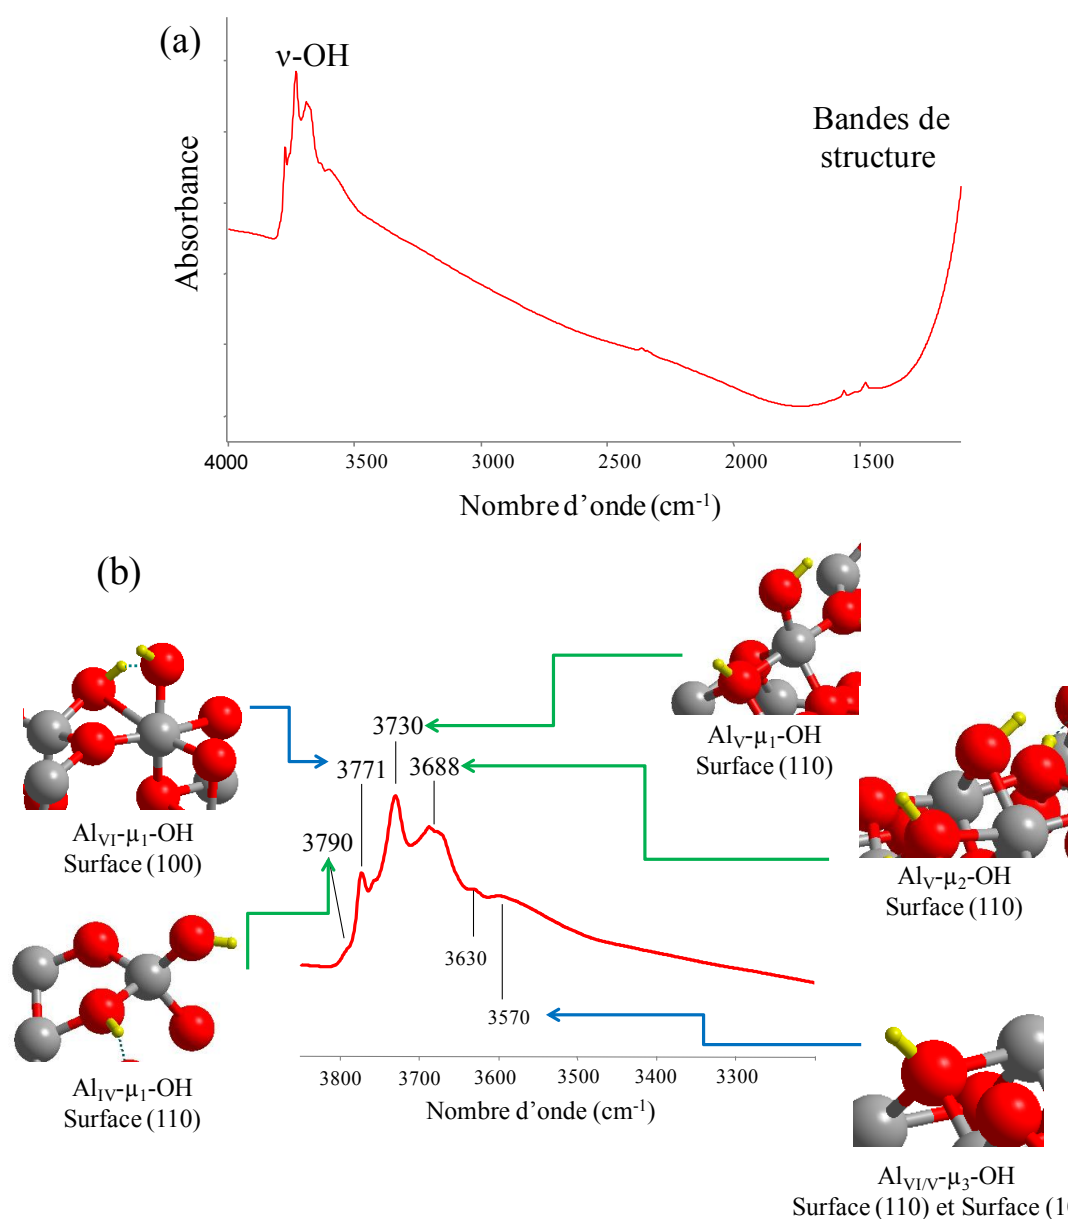 (a)
ν-OH
Bandes de
structure
Absorbance
4000 3500 3000 2500 2000 1500
Nombre d'onde (cm-1)
(b)
AlV-µ1-OH
Surface (110)
3730
3771 3688
3790
AlVI-µ1-OH
Surface (100)
AlV-µ2-OH
Surface (110)
3630
3570
AlIV-µ1-OH
Surface (110)
3800 3700 3600 3500 3400 3300
Nombre d'onde (cm-1)
AlVI/V-µ3-OH
Surface (110) et Surface (1